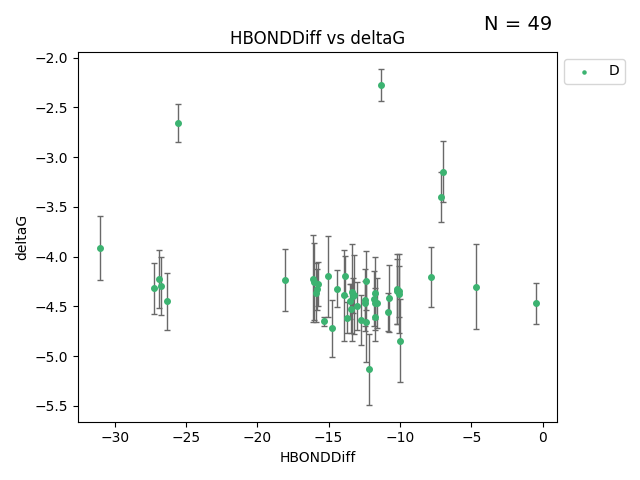 N = 49
HBONDDiff vs deltaG
D
−2.0
−2.5
−3.0
−3.5
−4.0
−4.5
−5.0
−5.5
deltaG
−30 −25 −20 −15 −10 −5 0
HBONDDiff